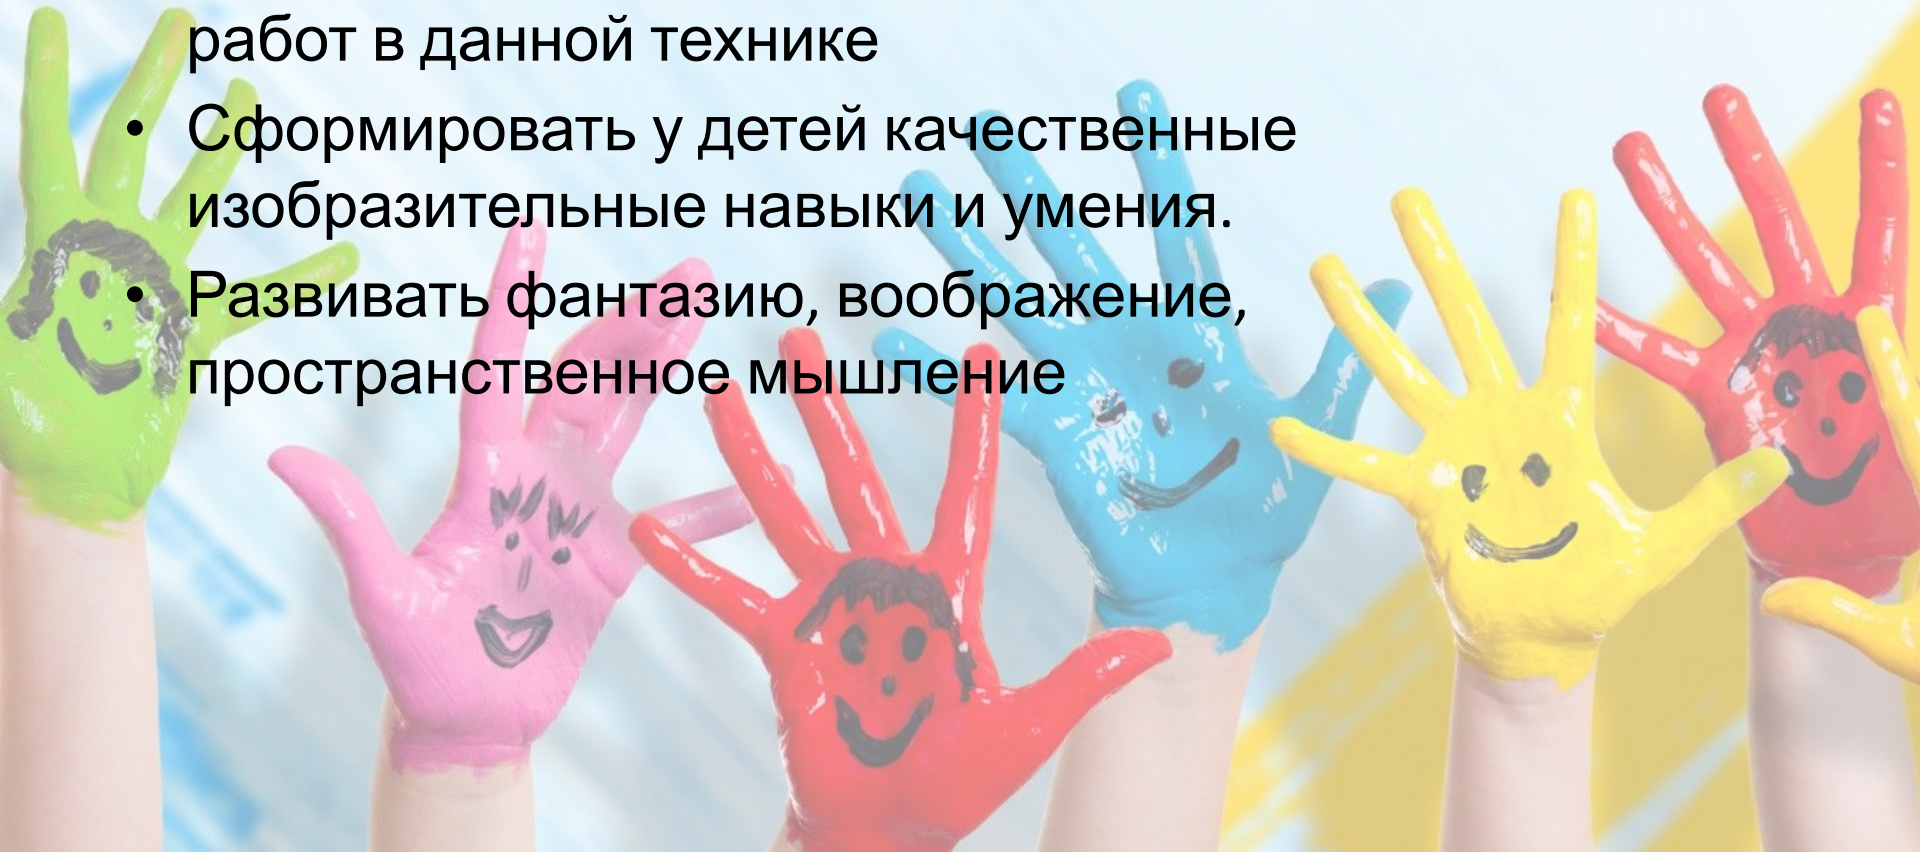 работ в данной технике
• Сформировать у детей качественные
изобразительные навыки и умения.
• Развивать фантазию, воображение,
пространственное мышление